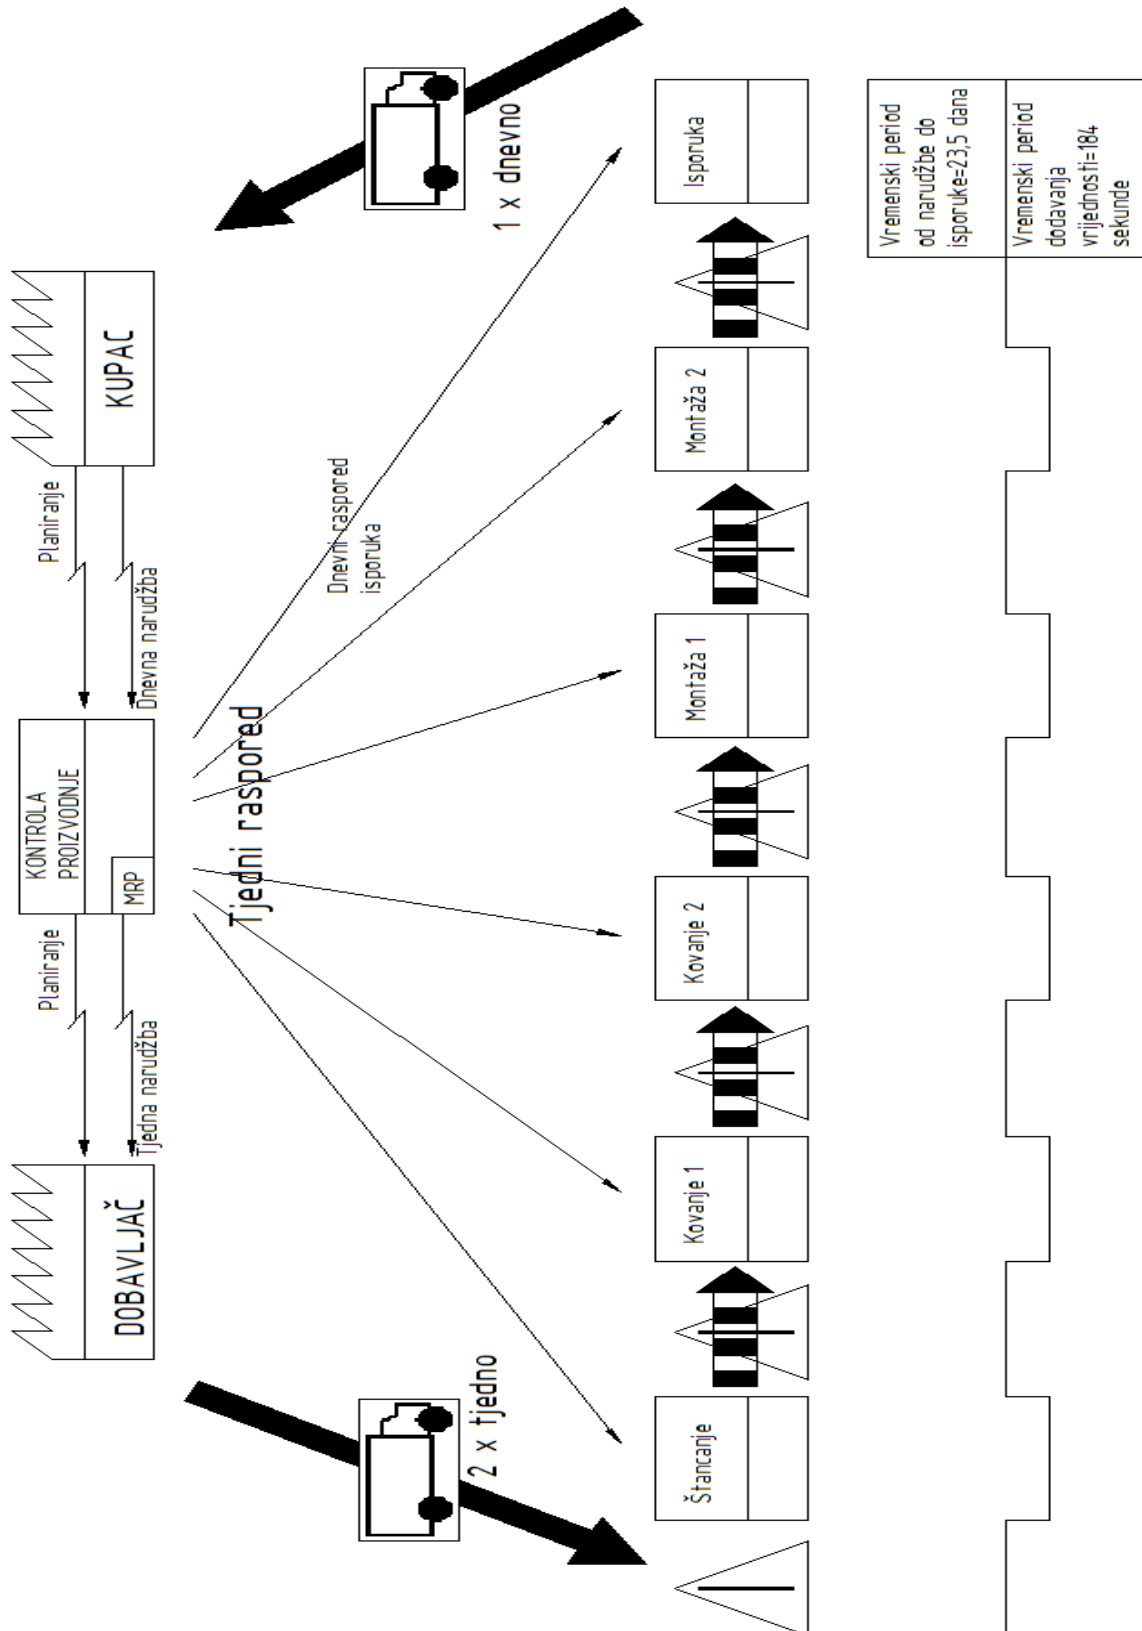 DOBAVLJAČ
Planiranje
Tjedna narudžba
KONTROLA
PROIZVODNJE
MRP
Planiranje
Dnevna narudžba
KUPAC
2 x tjedno
Tjedni raspored
Dnevni raspored
isporuka
1 x dnevno
Štancanje
Kovanje 1
Kovanje 2
Montaža 1
Montaža 2
Isporuka
Vremenski period
od narudžbe do
isporuke=23,5 dana
Vremenski period
dodavanja
vrijednosti=184
sekunde